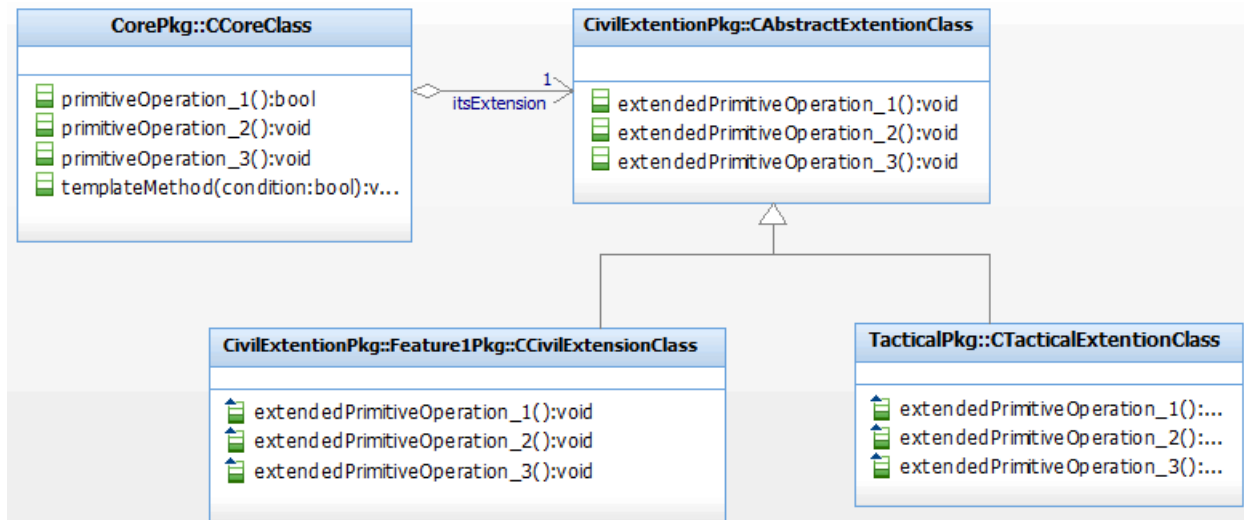 CorePkg::CCoreClass
primitiveOperation_1():bool
primitiveOperation_2():void
primitiveOperation_3():void
templateMethod(condition:bool):v...
1
itsExtension
CivilExtentionPkg::CAbstractExtentionClass
extendedPrimitiveOperation_1():void
extendedPrimitiveOperation_2():void
extendedPrimitiveOperation_3():void
CivilExtentionPkg::Feature1Pkg::CCivilExtensionClass
extendedPrimitiveOperation_1():void
extendedPrimitiveOperation_2():void
extendedPrimitiveOperation_3():void
TacticalPkg::CTacticalExtentionClass
extendedPrimitiveOperation_1():...
extendedPrimitiveOperation_2():...
extendedPrimitiveOperation_3():...